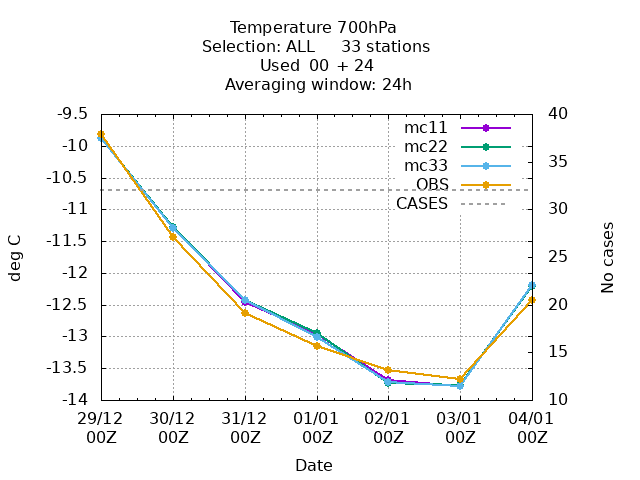 Temperature 700hPa
Selection: ALL 33 stations
Used 00 + 24
Averaging window: 24h
-9.5
-10
-10.5
-11
-11.5
-12
-12.5
-13
-13.5
-14
deg C
40
35
30
25
20
15
10
No cases
mc11
mc22
mc33
OBS
CASES
29/12 30/12 31/12 01/01 02/01 03/01 04/01
00Z 00Z 00Z 00Z 00Z 00Z 00Z
Date